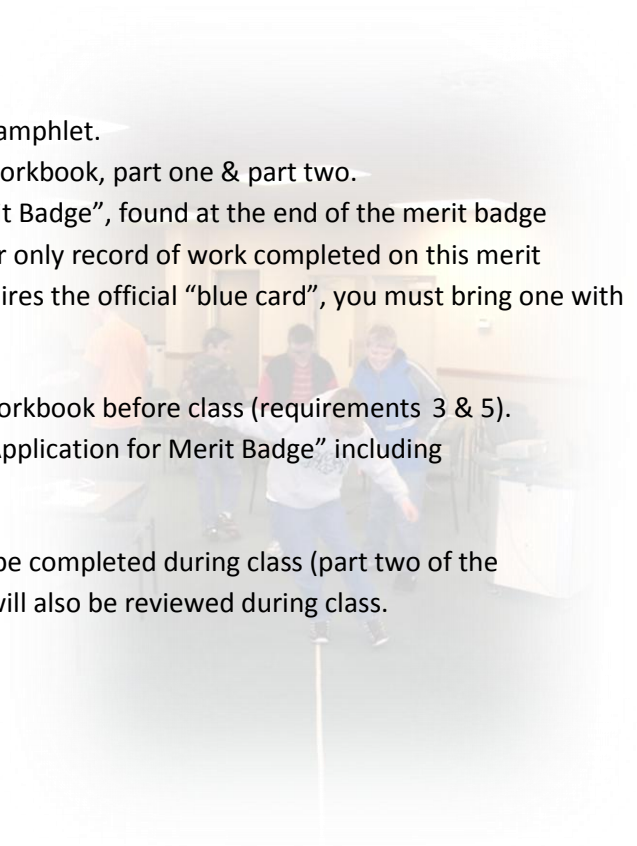 amphlet.
orkbook, part one & part two.
t Badge”, found at the end of the merit badge
r only record of work completed on this merit
ires the official “blue card”, you must bring one with
orkbook before class (requirements 3 & 5).
Application for Merit Badge” including
be completed during class (part two of the
will also be reviewed during class.